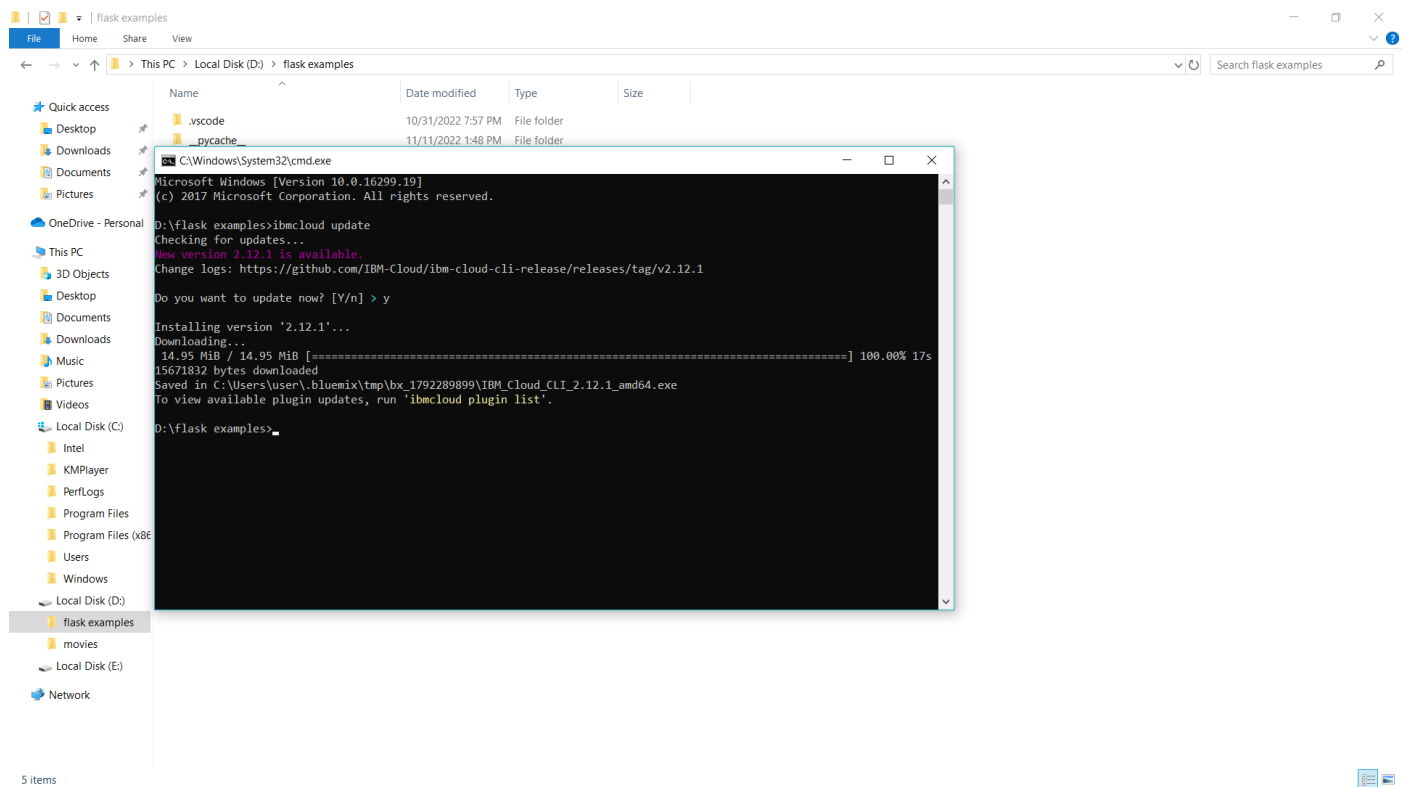 flask examples
File Home Share View
This PC > Local Disk (D:) > flask examples
Search flask examples
Name Date modified Type Size
.vscode 10/31/2022 7:57 PM File folder
__pycache__ 11/11/2022 1:48 PM File folder
Quick access
Desktop
Downloads
Documents
Pictures
OneDrive - Personal
This PC
3D Objects
Desktop
Documents
Downloads
Music
Pictures
Videos
Local Disk (C:)
Intel
KMPlayer
PerfLogs
Program Files
Program Files (x86
Users
Windows
Local Disk (D:)
flask examples
movies
Local Disk (E:)
Network
C:\Windows\System32\cmd.exe
Microsoft Windows [Version 10.0.16299.19]
(c) 2017 Microsoft Corporation. All rights reserved.
D:\flask examples>ibmcloud update
Checking for updates...
New version 2.12.1 is available.
Change logs: https://github.com/IBM-Cloud/ibm-cloud-cli-release/releases/tag/v2.12.1
Do you want to update now? [Y/n] > y
Installing version '2.12.1'...
Downloading...
14.95 MiB / 14.95 MiB [==================================================================================] 100.00% 17s
15671832 bytes downloaded
Saved in C:\Users\user\.bluemix\tmp\bx_1792289899\IBM_Cloud_CLI_2.12.1_amd64.exe
To view available plugin updates, run 'ibmcloud plugin list'.
D:\flask examples>
5 items